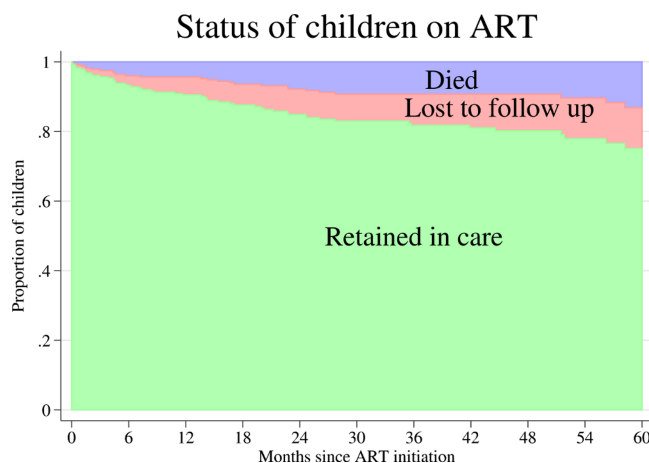 Status of children on ART
Died
Lost to follow up
Retained in care
Proportion of children
1
.8
.6
.4
.2
0
0 6 12 18 24 30 36 42 48 54 60
Months since ART initiation